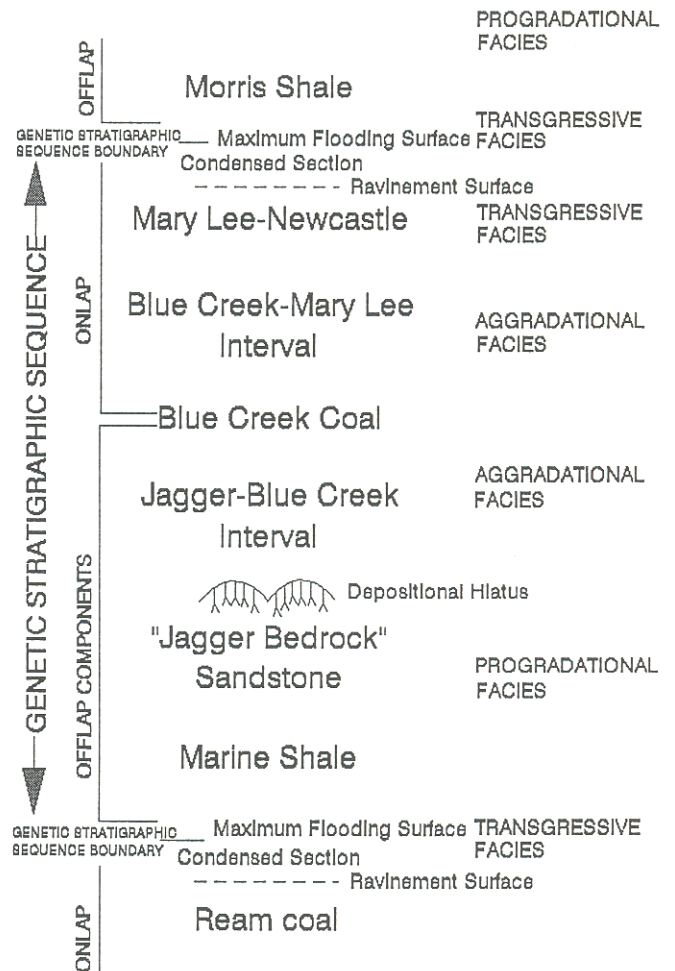 PROGRADATIONAL
FACIES
OFFLAP
Morris Shale
TRANSGRESSIVE
FACIES
GENETIC STRATIGRAPHIC
SEQUENCE BOUNDARY
Maximum Flooding Surface
Condensed Section
Ravinement Surface
Mary Lee-Newcastle
TRANSGRESSIVE
FACIES
ONLAP
Blue Creek-Mary Lee
Interval
AGGRADATIONAL
FACIES
GENETIC STRATIGRAPHIC SEQUENCE
Blue Creek Coal
Jagger-Blue Creek
Interval
AGGRADATIONAL
FACIES
Depositional Hiatus
OFFLAP COMPONENTS
"Jagger Bedrock"
Sandstone
PROGRADATIONAL
FACIES
Marine Shale
GENETIC STRATIGRAPHIC
SEQUENCE BOUNDARY
Maximum Flooding Surface
TRANSGRESSIVE
FACIES
Condensed Section
Ravinement Surface
Ream coal
ONLAP